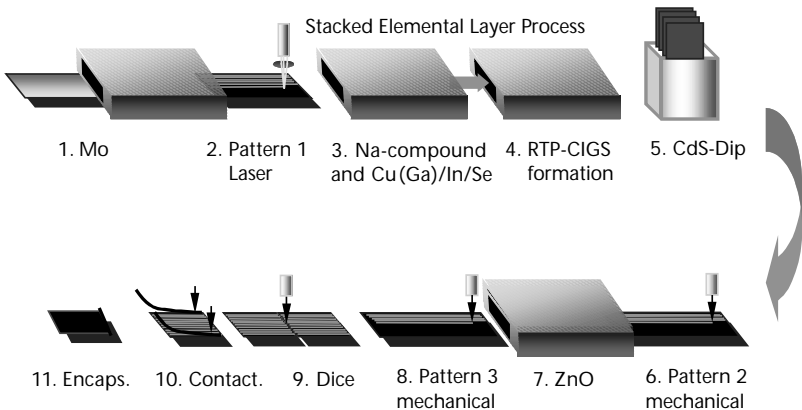 Stacked Elemental Layer Process
1. Mo
2. Pattern 1
Laser
3. Na-compound
and Cu(Ga)/In/Se
4. RTP-CIGS
formation
5. CdS-Dip
6. Pattern 2
mechanical
7. ZnO
8. Pattern 3
mechanical
9. Dice
10. Contact.
11. Encaps.